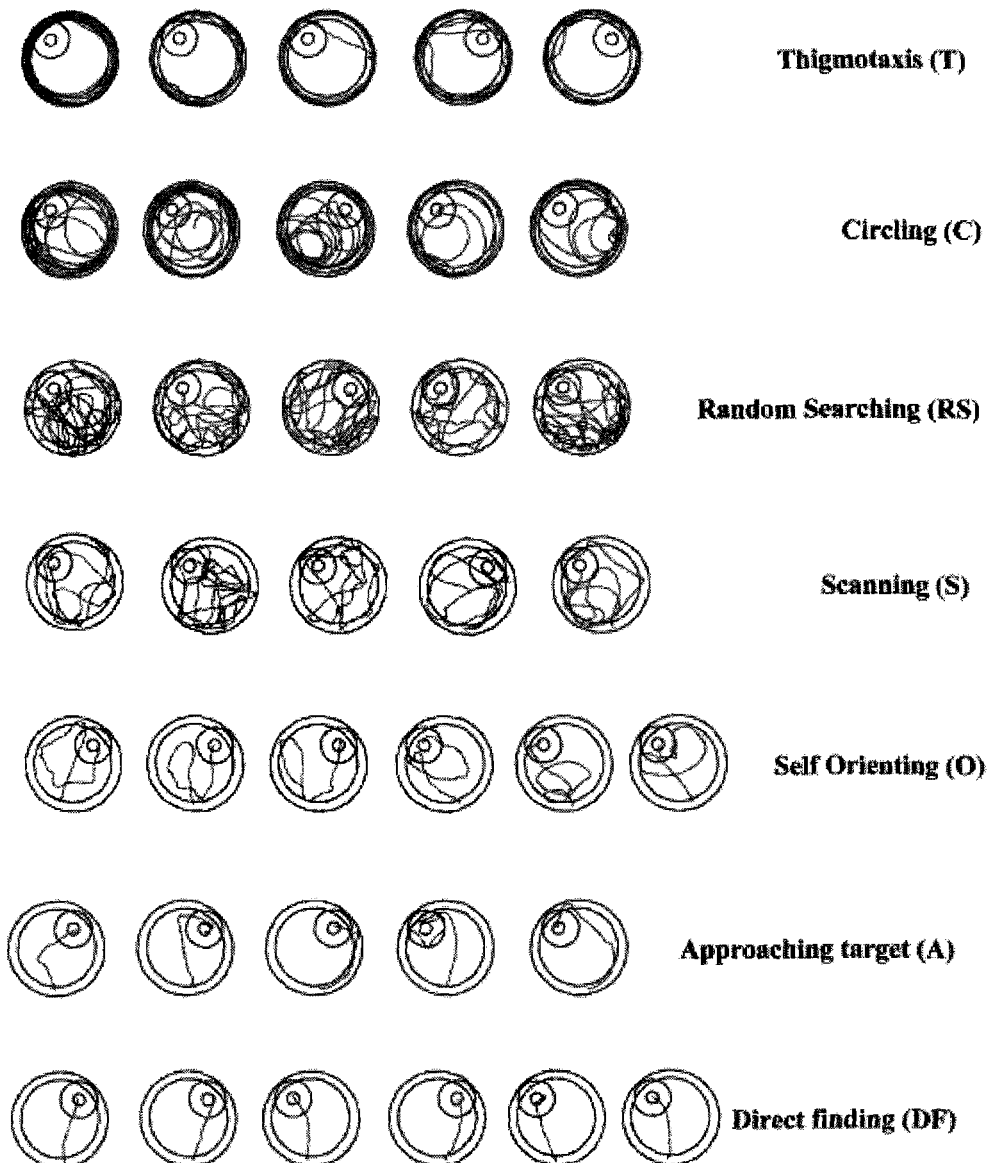 Thigmotaxis (T)
Circling (C)
Random Searching (RS)
Scanning (S)
Self Orienting (O)
Approaching target (A)
Direct finding (DF)